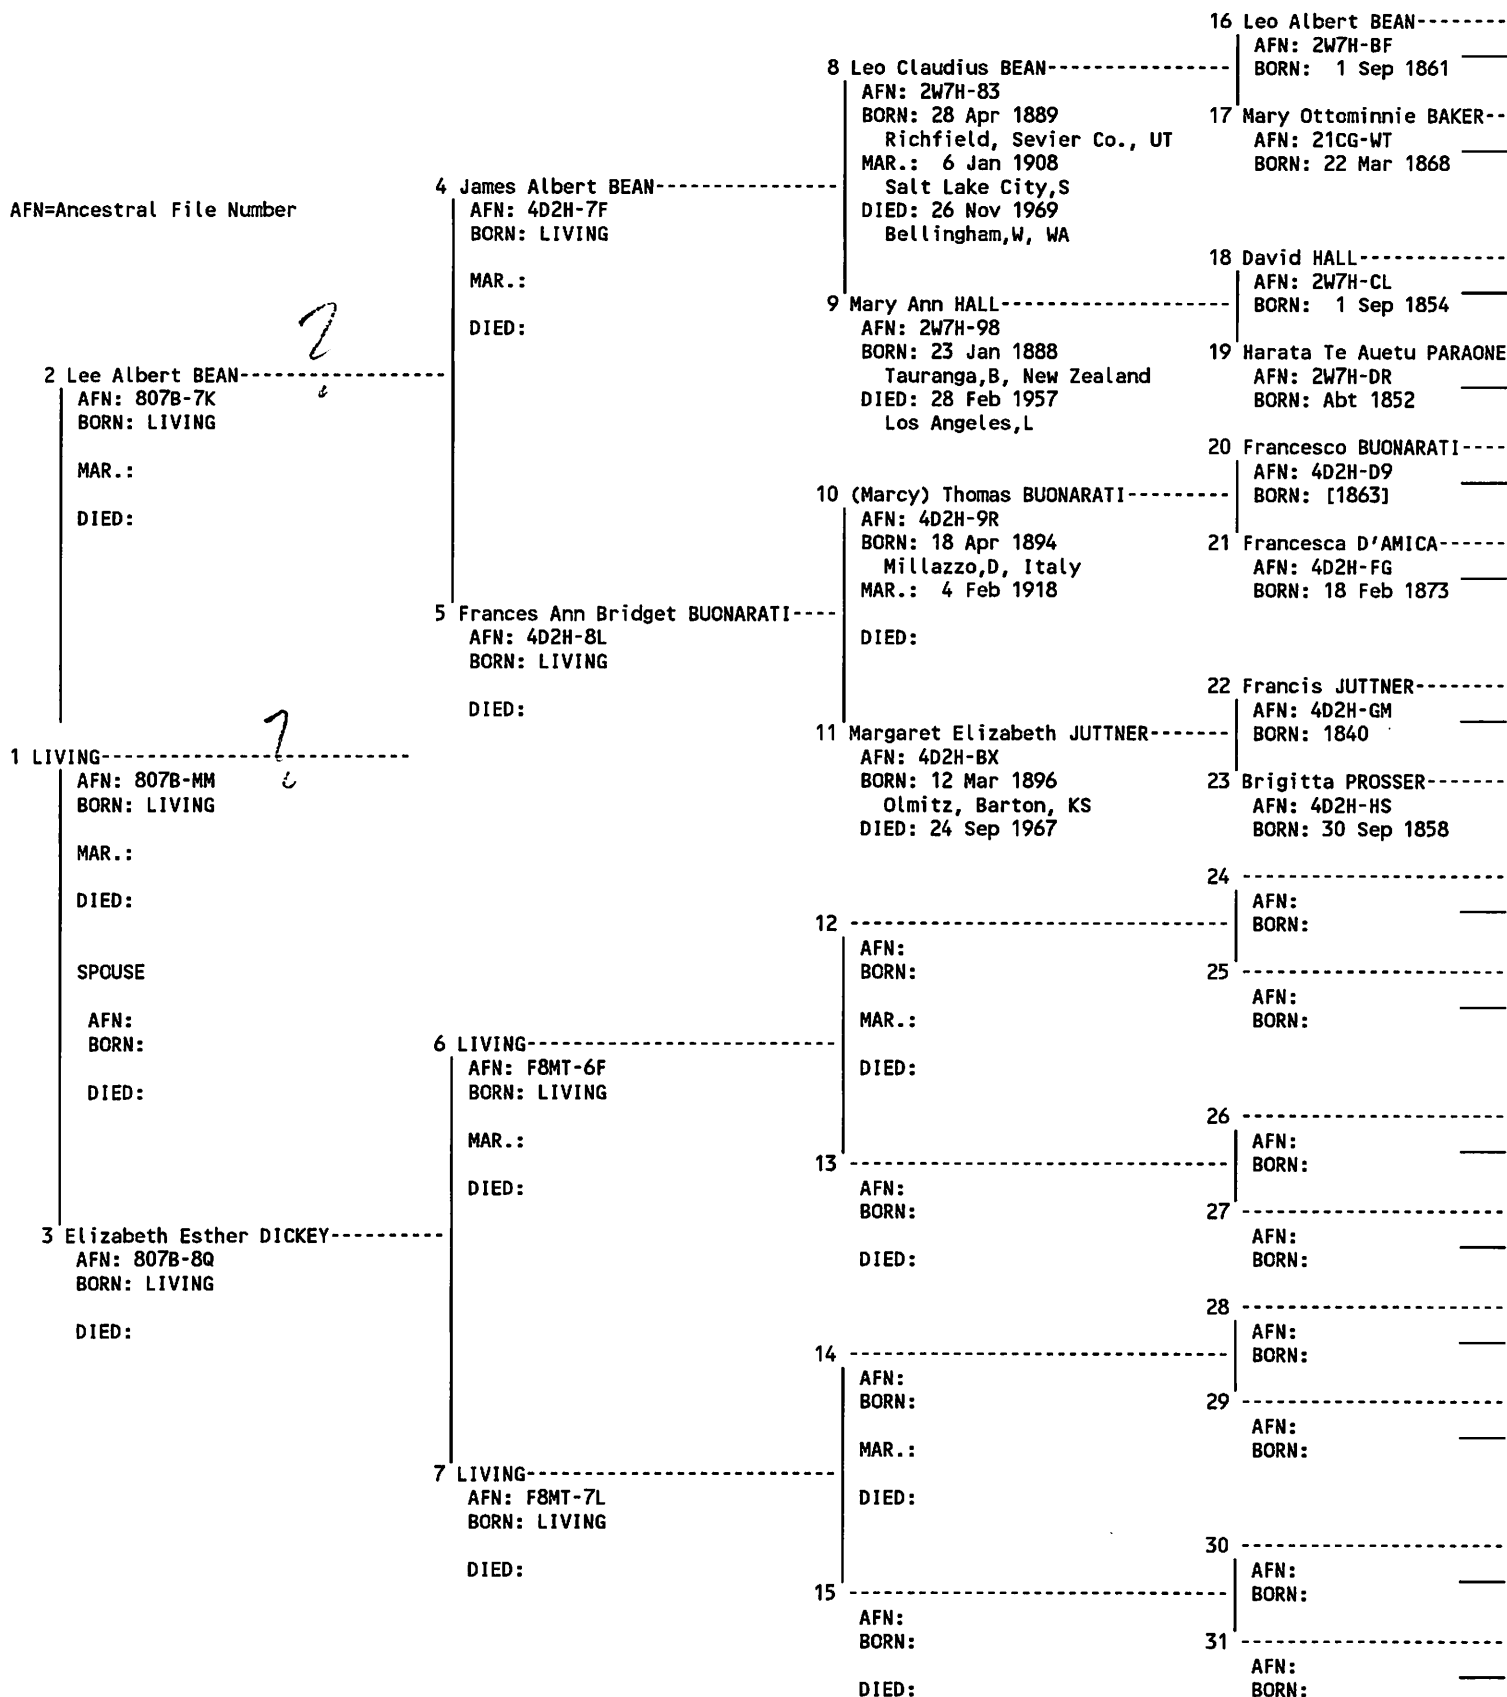 AFN=Ancestral File Number
1 LIVING
AFN: 807B-MM
BORN: LIVING
MAR.:
DIED:
SPOUSE
AFN:
BORN:
DIED:
?
2 Lee Albert BEAN
AFN: 807B-7K
BORN: LIVING
MAR.:
DIED:
?
3 Elizabeth Esther DICKEY
AFN: 807B-8Q
BORN: LIVING
DIED:
4 James Albert BEAN
AFN: 4D2H-7F
BORN: LIVING
MAR.:
DIED:
5 Frances Ann Bridget BUONARATI
AFN: 4D2H-8L
BORN: LIVING
DIED:
6 LIVING
AFN: F8MT-6F
BORN: LIVING
MAR.:
DIED:
7 LIVING
AFN: F8MT-7L
BORN: LIVING
DIED:
8 Leo Claudius BEAN
AFN: 2W7H-83
BORN: 28 Apr 1889
Richfield, Sevier Co., UT
MAR.: 6 Jan 1908
Salt Lake City,S
DIED: 26 Nov 1969
Bellingham,W, WA
9 Mary Ann HALL
AFN: 2W7H-98
BORN: 23 Jan 1888
Tauranga,B, New Zealand
DIED: 28 Feb 1957
Los Angeles,L
10 (Marcy) Thomas BUONARATI
AFN: 4D2H-9R
BORN: 18 Apr 1894
Millazzo,D, Italy
MAR.: 4 Feb 1918
DIED:
11 Margaret Elizabeth JUTTNER
AFN: 4D2H-BX
BORN: 12 Mar 1896
Olmitz, Barton, KS
DIED: 24 Sep 1967
12
AFN:
BORN:
MAR.:
DIED:
13
AFN:
BORN:
DIED:
14
AFN:
BORN:
MAR.:
DIED:
15
AFN:
BORN:
DIED:
16 Leo Albert BEAN
AFN: 2W7H-BF
BORN: 1 Sep 1861
17 Mary Ottominnie BAKER
AFN: 21CG-WT
BORN: 22 Mar 1868
18 David HALL
AFN: 2W7H-CL
BORN: 1 Sep 1854
19 Harata Te Auetu PARAONE
AFN: 2W7H-DR
BORN: Abt 1852
20 Francesco BUONARATI
AFN: 4D2H-D9
BORN: [1863]
21 Francesca D'AMICA
AFN: 4D2H-FG
BORN: 18 Feb 1873
22 Francis JUTTNER
AFN: 4D2H-GM
BORN: 1840
23 Brigitta PROSSER
AFN: 4D2H-HS
BORN: 30 Sep 1858
24
AFN:
BORN:
25
AFN:
BORN:
26
AFN:
BORN:
27
AFN:
BORN:
28
AFN:
BORN:
29
AFN:
BORN:
30
AFN:
BORN:
31
AFN:
BORN: